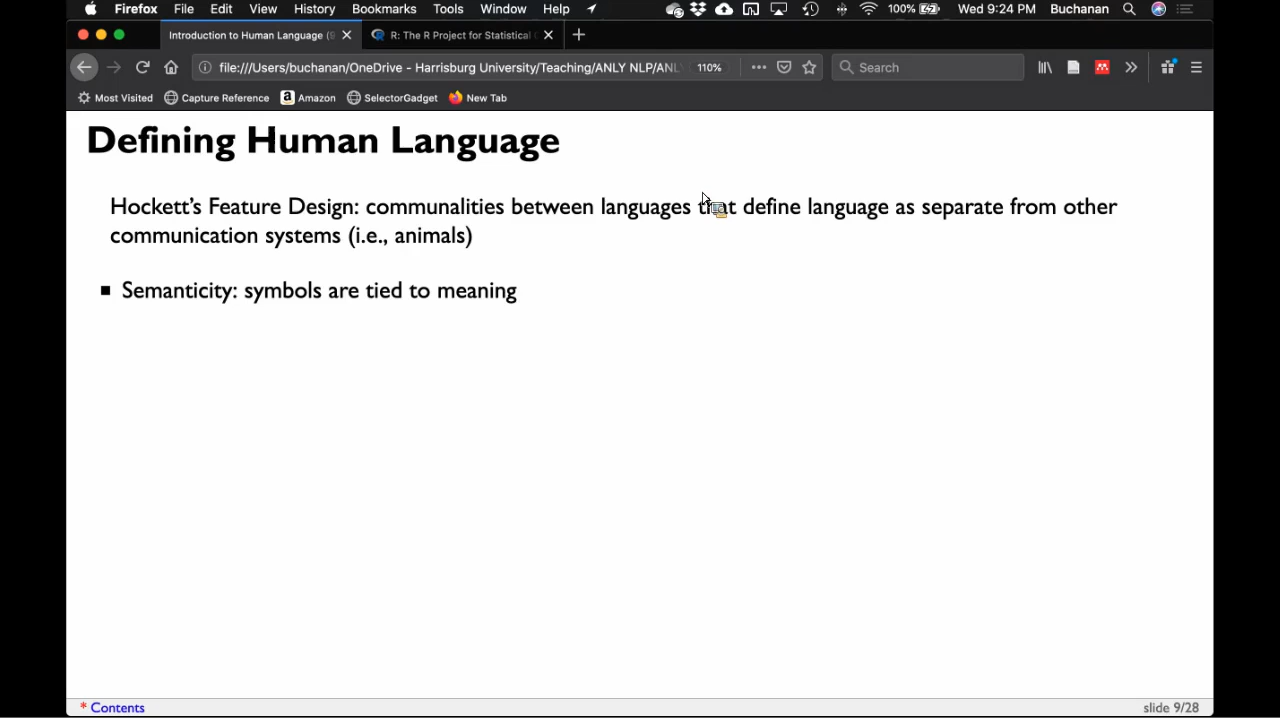 Firefox File Edit View History Bookmarks Tools Window Help 100% Wed 9:24 PM Buchanan
Introduction to Human Language ( R: The R Project for Statistical
file:///Users/buchanan/OneDrive - Harrisburg University/Teaching/ANLY NLP/ANL 110% Search
Most Visited Capture Reference Amazon SelectorGadget New Tab
Defining Human Language
Hockett’s Feature Design: communalities between languages that define language as separate from other
communication systems (i.e., animals)
■ Semanticity: symbols are tied to meaning
* Contents slide 9/28